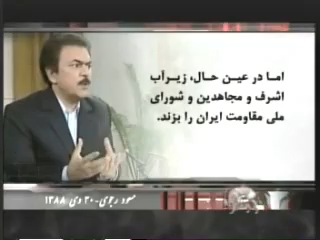 اما در عین حال، زیرآب
اشرف و مجاهدین و شورای
ملی مقاومت ایران را بزند.
مسعود رجوی - ۳۰ دی ۱۳۸۸